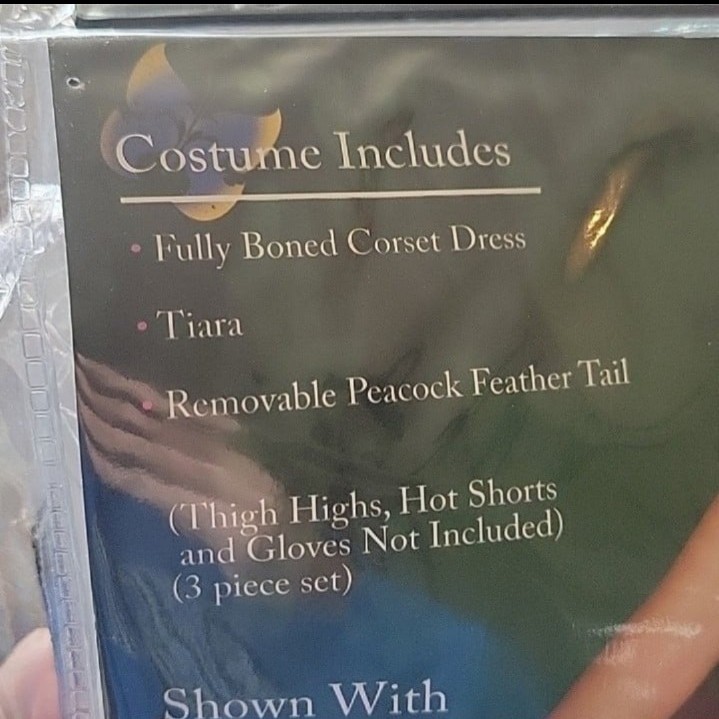 Costume Includes
• Fully Boned Corset Dress
• Tiara
• Removable Peacock Feather Tail
(Thigh Highs, Hot Shorts
and Gloves Not Included)
(3 piece set)
Shown With